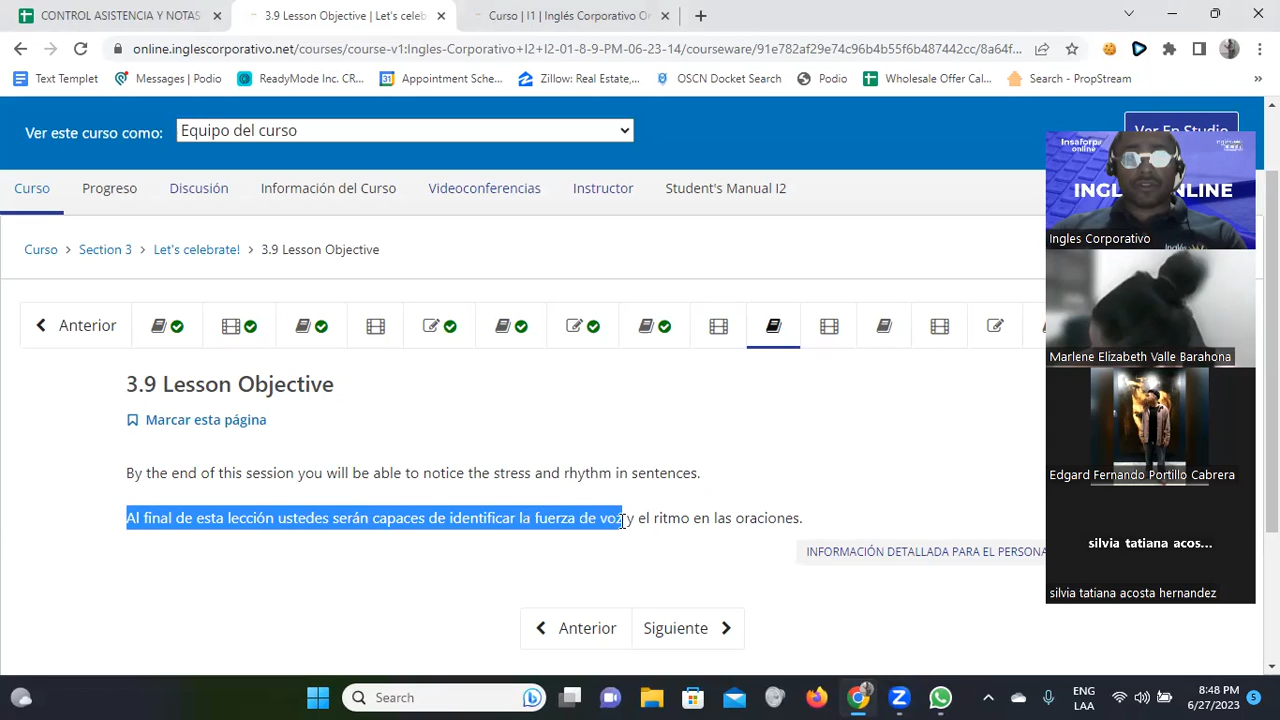 CONTROL ASISTENCIA Y NOTAS
3.9 Lesson Objective | Let's celeb
Curso | I1 | Inglés Corporativo On
online.inglescorporativo.net/courses/course-v1:Ingles-Corporativo+I2+I2-01-8-9-PM-06-23-14/courseware/91e782af29e74c96b4b55f6b487442cc/8a64f...
Text Templet
Messages | Podio
ReadyMode Inc. CR...
Appointment Sche...
Zillow: Real Estate,...
OSCN Docket Search
Podio
Wholesale Offer Cal...
Search - PropStream
Ver este curso como:
Equipo del curso
Ver En Studio
Curso
Progreso
Discusión
Información del Curso
Videoconferencias
Instructor
Student's Manual I2
Insaforp
online
INGL
NLINE
Ingles Corporativo
Curso > Section 3 > Let's celebrate! > 3.9 Lesson Objective
Anterior
Marlene Elizabeth Valle Barahona
3.9 Lesson Objective
Marcar esta página
By the end of this session you will be able to notice the stress and rhythm in sentences.
Edgard Fernando Portillo Cabrera
Al final de esta lección ustedes serán capaces de identificar la fuerza de voz y el ritmo en las oraciones.
silvia tatiana acos...
INFORMACIÓN DETALLADA PARA EL PERSONA
silvia tatiana acosta hernandez
Anterior
Siguiente
Search
ENG
LAA
8:48 PM
6/27/2023
5